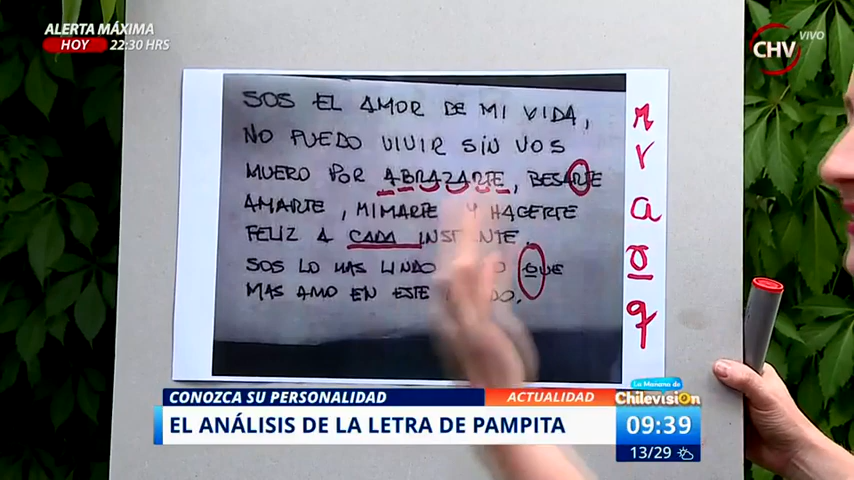 ALERTA MÁXIMA
HOY 22:30 HRS
CHV VIVO
SOS EL AMOR DE MI VIDA,
NO PUEDO VIVIR SIN VOS
MUERO POR ABRAZARTE, BESARTE
AMARTE, MIMARTE Y HACERTE
FELIZ A CADA INSTANTE.
SOS LO MAS LINDO QUE
MAS AMO EN ESTE
r
a
o
q
CONOZCA SU PERSONALIDAD
ACTUALIDAD
EL ANÁLISIS DE LA LETRA DE PAMPITA
La Mañana de
Chilevisión
09:39
13/29